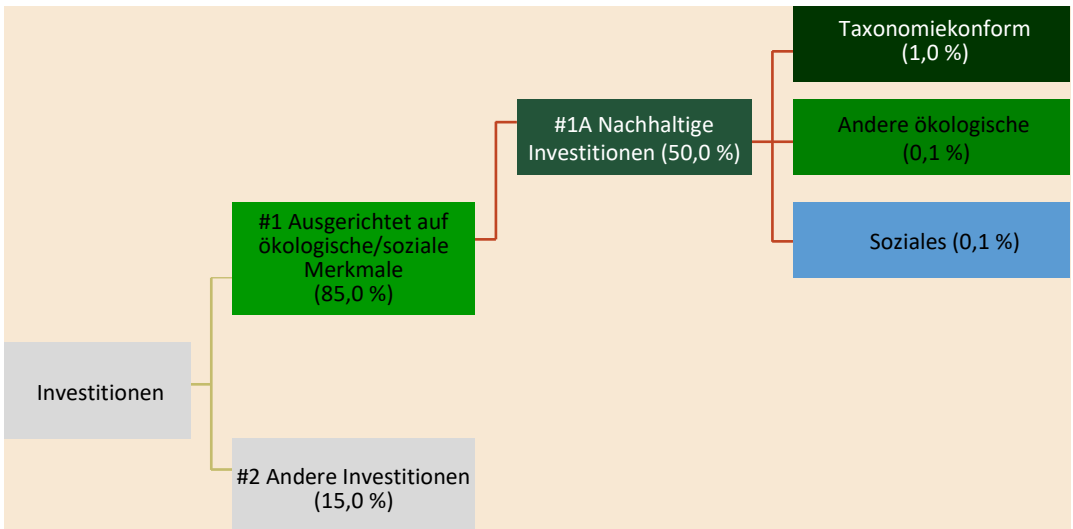 Taxonomiekonform
(1,0 %)
#1A Nachhaltige
Investitionen (50,0 %)
Andere ökologische
(0,1 %)
#1 Ausgerichtet auf
ökologische/soziale
Merkmale
(85,0 %)
Soziales (0,1 %)
Investitionen
#2 Andere Investitionen
(15,0 %)